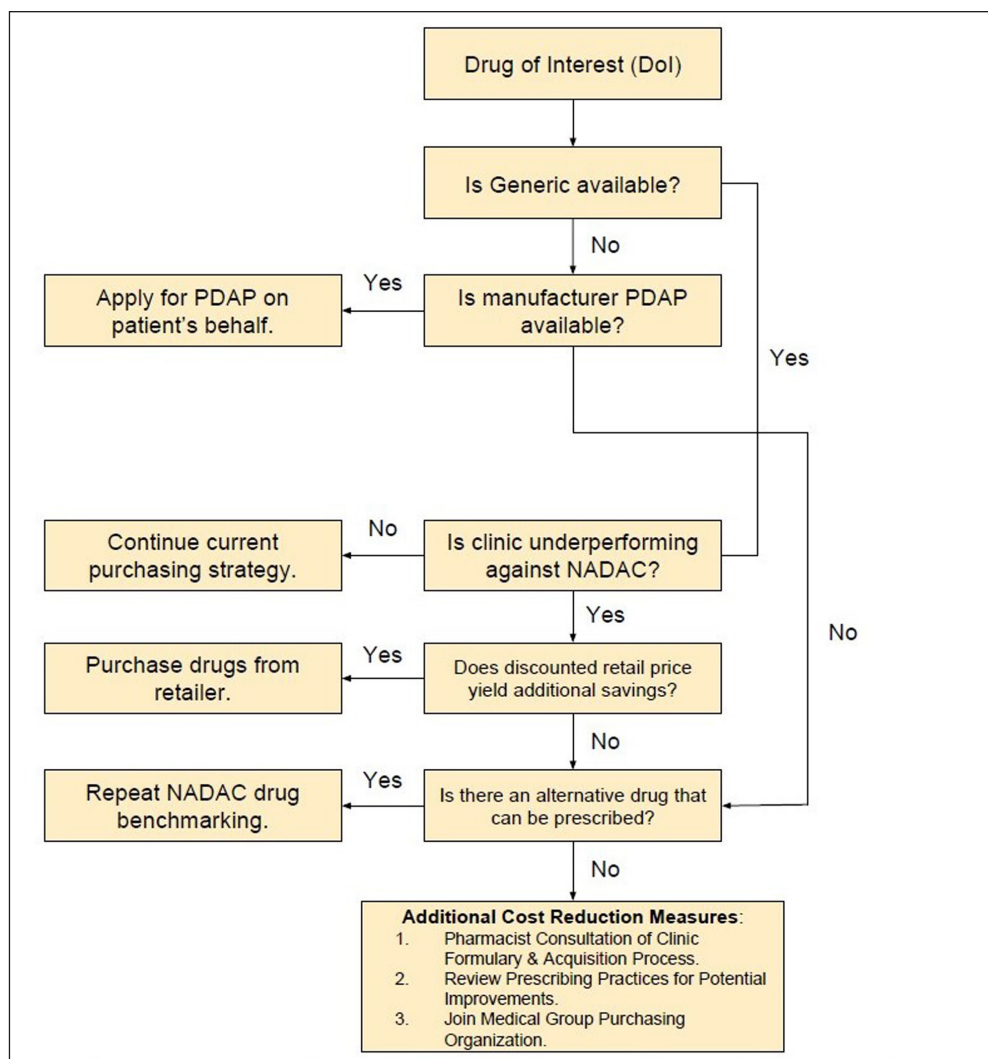 Drug of Interest (DoI)
Is Generic available?
No
Yes
Apply for PDAP on
patient's behalf.
Is manufacturer PDAP
available?
Yes
No
Continue current
purchasing strategy.
Is clinic underperforming
against NADAC?
Yes
No
Purchase drugs from
retailer.
Yes
Does discounted retail price
yield additional savings?
No
Repeat NADAC drug
benchmarking.
Yes
Is there an alternative drug that
can be prescribed?
No
Additional Cost Reduction Measures:
1. Pharmacist Consultation of Clinic
Formulary & Acquisition Process.
2. Review Prescribing Practices for Potential
Improvements.
3. Join Medical Group Purchasing
Organization.